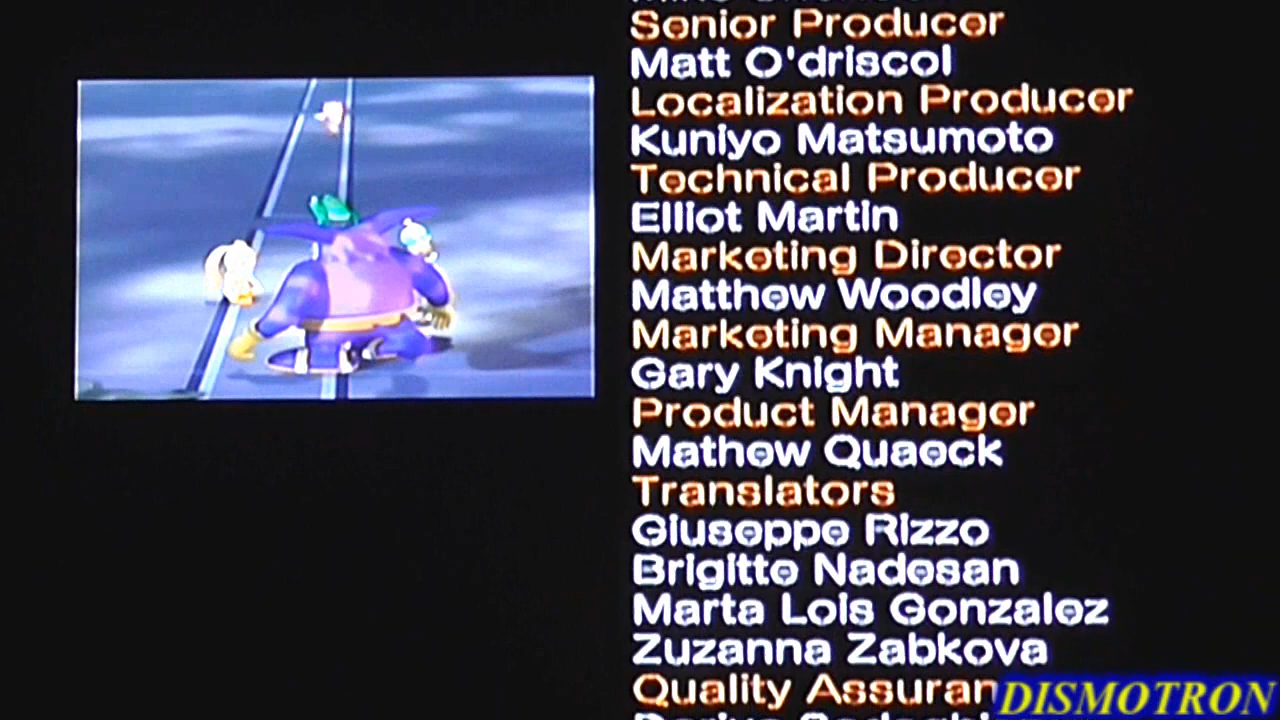 Senior Producer
Matt O'driscol
Localization Producer
Kuniyo Matsumoto
Technical Producer
Elliot Martin
Marketing Director
Matthew Woodley
Marketing Manager
Gary Knight
Product Manager
Mathew Quaeck
Translators
Giuseppe Rizzo
Brigitte Nadesan
Marta Lois Gonzalez
Zuzanna Zabkova
Quality Assuran
DISMOTRON